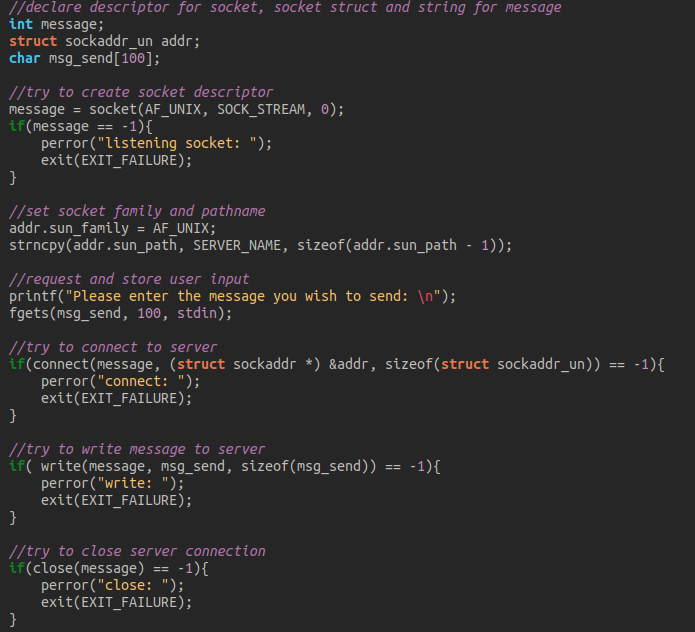 //declare descriptor for socket, socket struct and string for message
int message;
struct sockaddr_un addr;
char msg_send[100];

//try to create socket descriptor
message = socket(AF_UNIX, SOCK_STREAM, 0);
if(message == -1){
    perror("listening socket: ");
    exit(EXIT_FAILURE);
}

//set socket family and pathname
addr.sun_family = AF_UNIX;
strncpy(addr.sun_path, SERVER_NAME, sizeof(addr.sun_path - 1));

//request and store user input
printf("Please enter the message you wish to send: \n");
fgets(msg_send, 100, stdin);

//try to connect to server
if(connect(message, (struct sockaddr *) &addr, sizeof(struct sockaddr_un)) == -1){
    perror("connect: ");
    exit(EXIT_FAILURE);
}

//try to write message to server
if( write(message, msg_send, sizeof(msg_send)) == -1){
    perror("write: ");
    exit(EXIT_FAILURE);
}

//try to close server connection
if(close(message) == -1){
    perror("close: ");
    exit(EXIT_FAILURE);
}